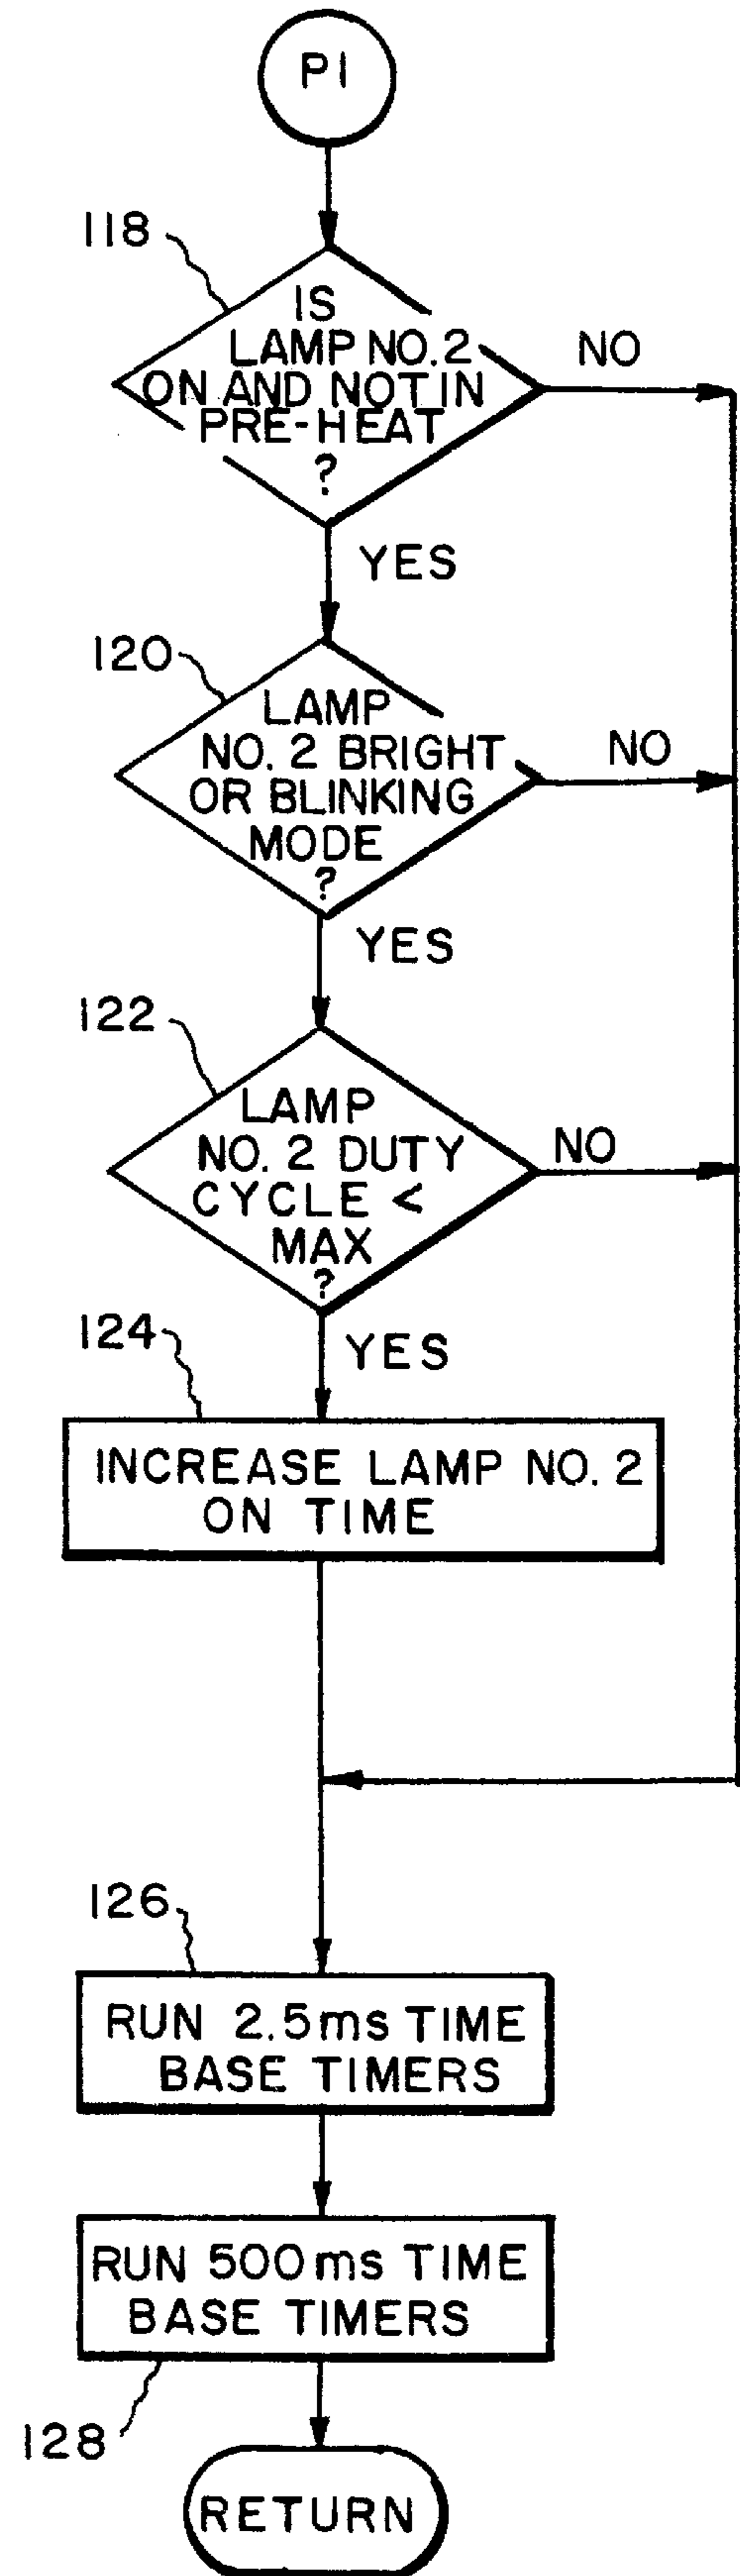 P1
118
IS
LAMP NO. 2
ON AND NOT IN
PRE-HEAT
?
NO
YES
120
LAMP
NO. 2 BRIGHT
OR BLINKING
MODE
?
NO
YES
122
LAMP
NO. 2 DUTY
CYCLE <
MAX
?
NO
YES
124
INCREASE LAMP NO. 2
ON TIME
126
RUN 2.5ms TIME
BASE TIMERS
RUN 500ms TIME
BASE TIMERS
128
RETURN